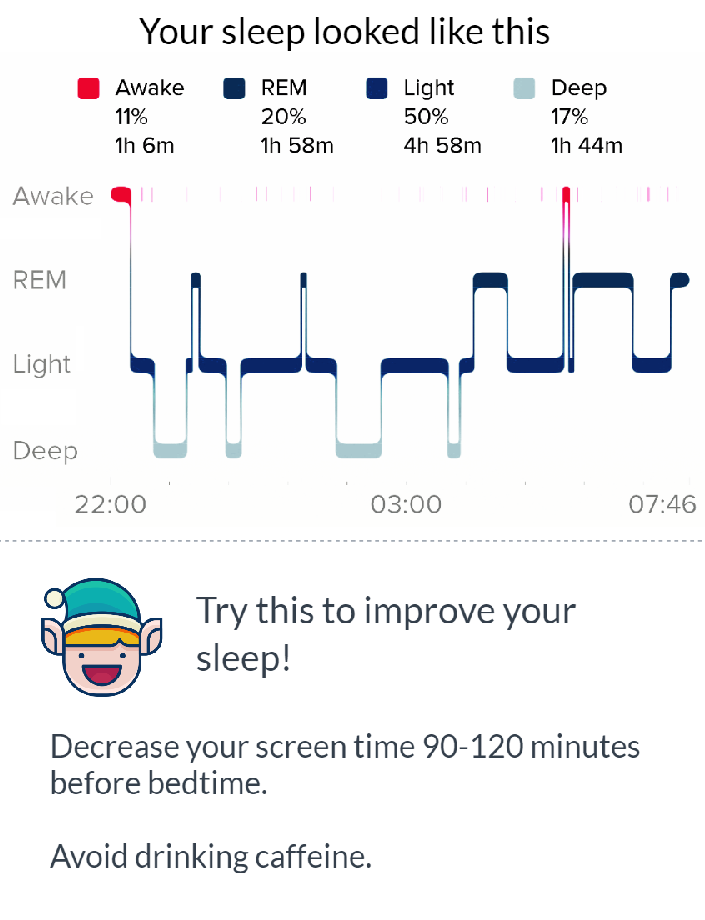 Your sleep looked like this
Awake REM Light Deep
11% 20% 50% 17%
1h 6m 1h 58m 4h 58m 1h 44m
Awake
REM
Light
Deep
22:00 03:00 07:46
Try this to improve your
sleep!
Decrease your screen time 90-120 minutes
before bedtime.
Avoid drinking caffeine.